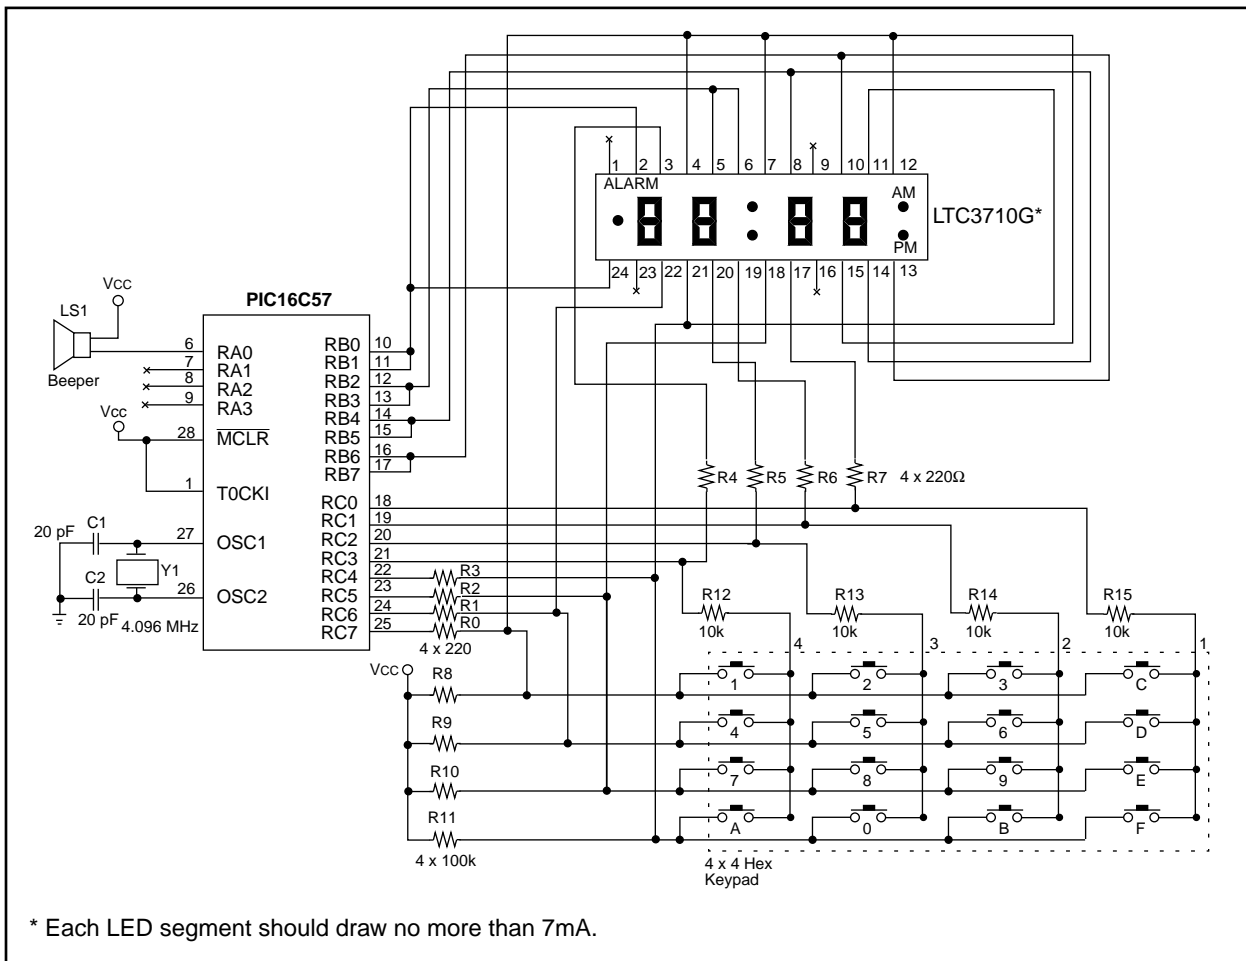 1 2 3 4 5 6 7 8 9 10 11 12
ALARM
AM
LTC3710G*
PM
24 23 22 21 20 19 18 17 16 15 14 13
PIC16C57
Vcc
LS1
Beeper
6 RA0
7 RA1
8 RA2
9 RA3
Vcc
28 MCLR
1 T0CKI
27 OSC1
26 OSC2
C1
20 pF
C2
20 pF
Y1
4.096 MHz
RB0 10
RB1 11
RB2 12
RB3 13
RB4 14
RB5 15
RB6 16
RB7 17
RC0 18
RC1 19
RC2 20
RC3 21
RC4 22
RC5 23
RC6 24
RC7 25
R4 R5 R6 R7 4 x 220Ω
R3
R2
R1
R0
4 x 220
R12 R13 R14 R15
10k 10k 10k 10k
4 3 2 1
Vcc
R8
R9
R10
R11
4 x 100k
1 2 3 C
4 5 6 D
7 8 9 E
A 0 B F
4 x 4 Hex
Keypad
* Each LED segment should draw no more than 7mA.